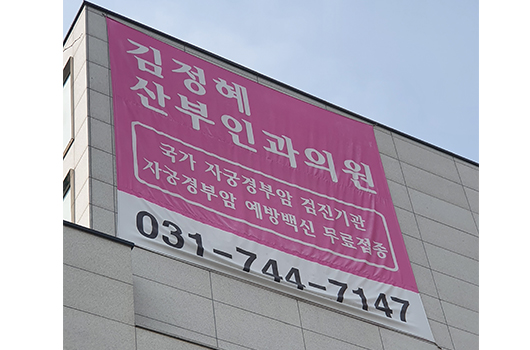 김정혜
산부인과의원
국가 자궁경부암 검진기관
자궁경부암 예방백신 무료접종
031-744-7147